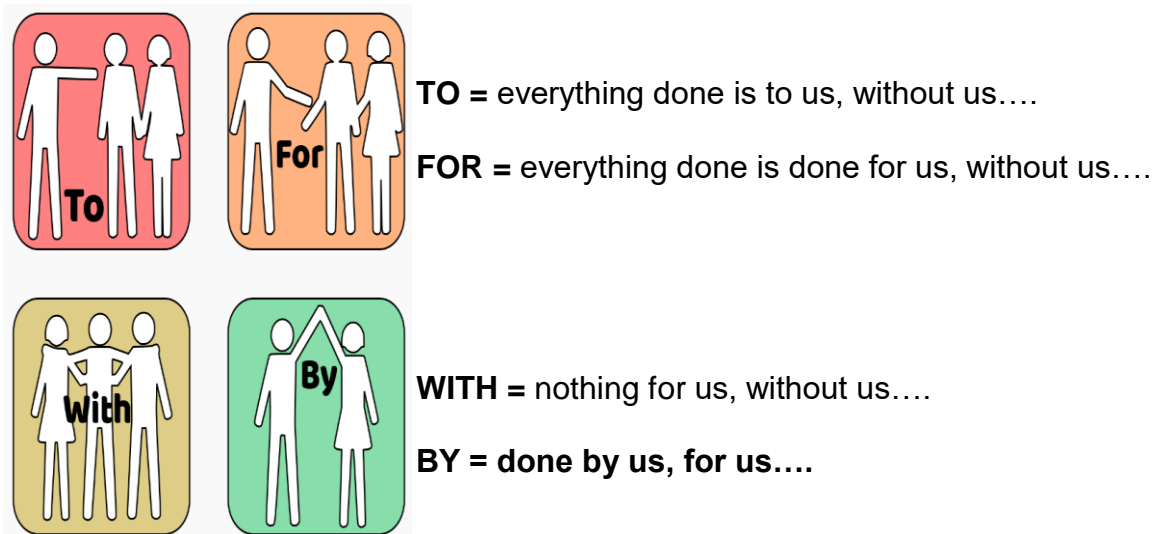 To
For
TO = everything done is to us, without us….
FOR = everything done is done for us, without us….
With
By
WITH = nothing for us, without us….
BY = done by us, for us….